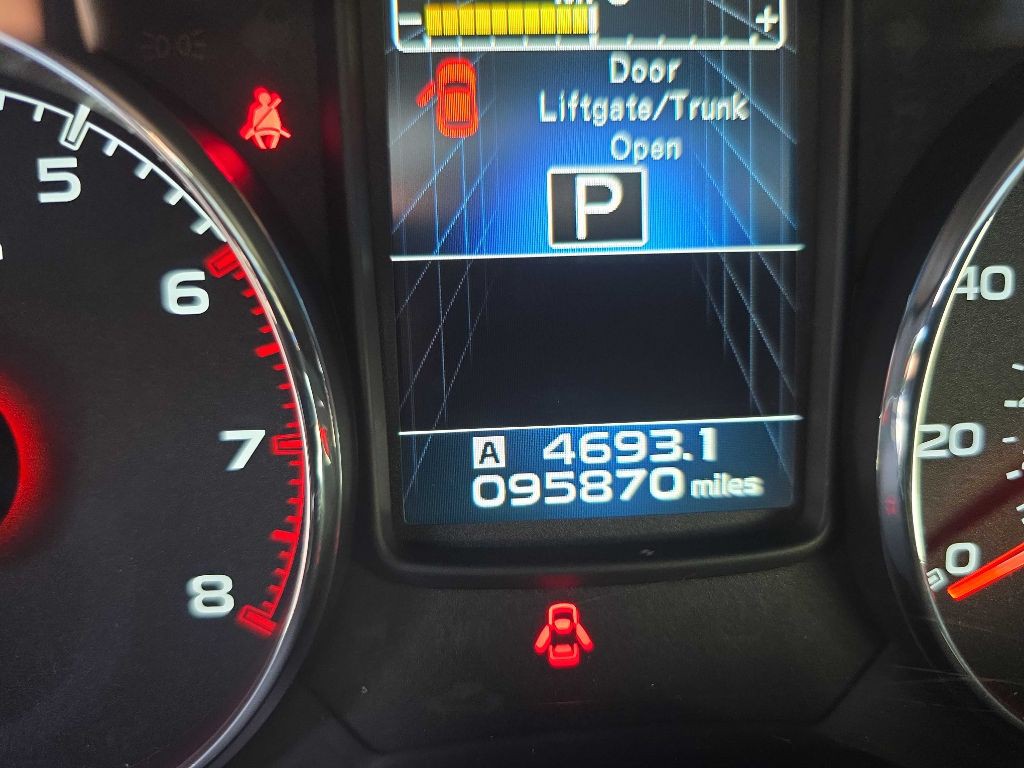 - +
Door
Liftgate/Trunk
Open
P
A 4693.1
095870 miles
5
6
7
8
40
20
0